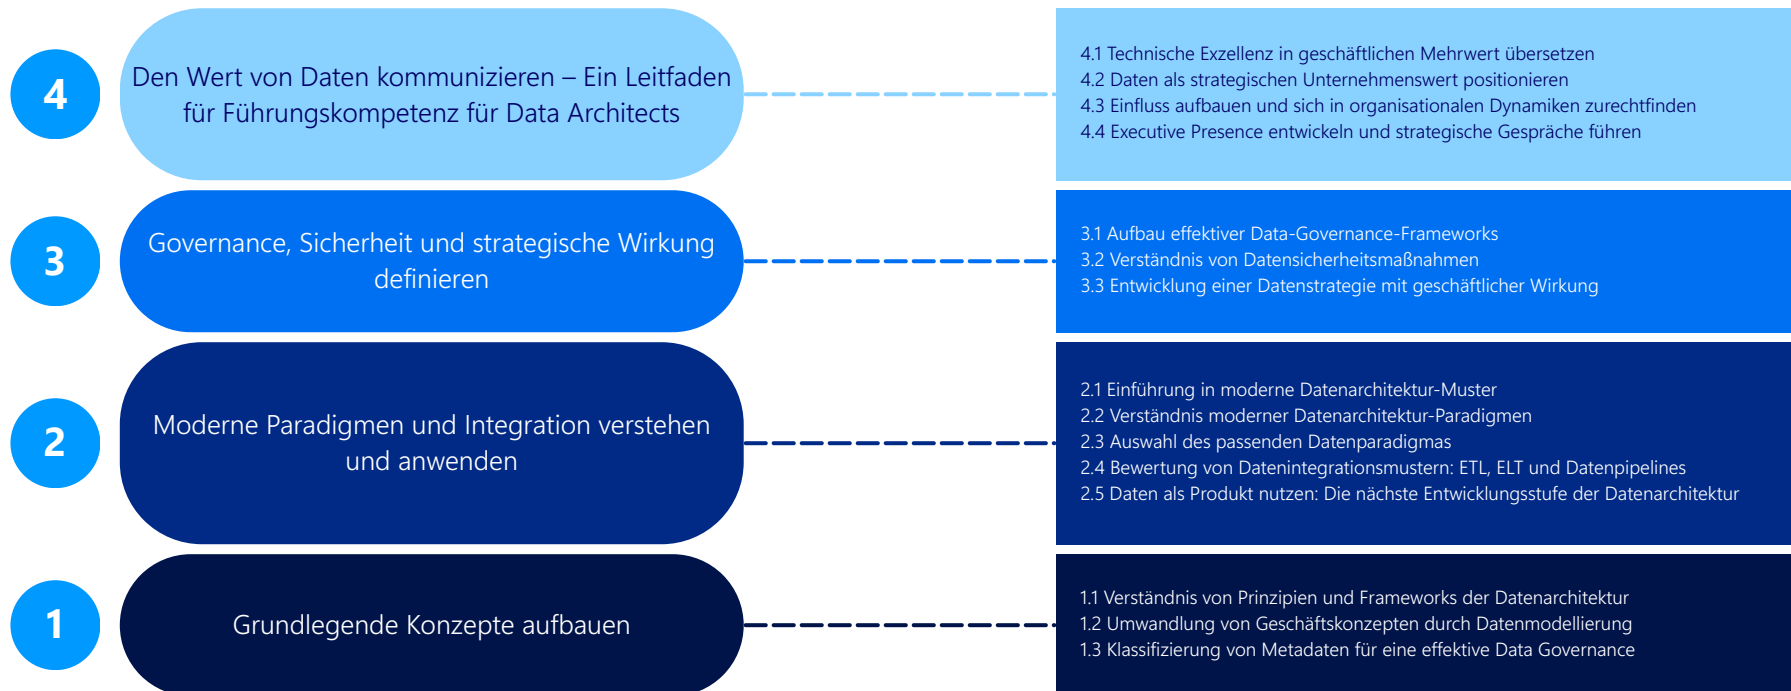 4
Den Wert von Daten kommunizieren – Ein Leitfaden
für Führungskompetenz für Data Architects
4.1 Technische Exzellenz in geschäftlichen Mehrwert übersetzen
4.2 Daten als strategischen Unternehmenswert positionieren
4.3 Einfluss aufbauen und sich in organisationalen Dynamiken zurechtfinden
4.4 Executive Presence entwickeln und strategische Gespräche führen
3
Governance, Sicherheit und strategische Wirkung
definieren
3.1 Aufbau effektiver Data-Governance-Frameworks
3.2 Verständnis von Datensicherheitsmaßnahmen
3.3 Entwicklung einer Datenstrategie mit geschäftlicher Wirkung
2
Moderne Paradigmen und Integration verstehen
und anwenden
2.1 Einführung in moderne Datenarchitektur-Muster
2.2 Verständnis moderner Datenarchitektur-Paradigmen
2.3 Auswahl des passenden Datenparadigmas
2.4 Bewertung von Datenintegrationsmustern: ETL, ELT und Datenpipelines
2.5 Daten als Produkt nutzen: Die nächste Entwicklungsstufe der Datenarchitektur
1
Grundlegende Konzepte aufbauen
1.1 Verständnis von Prinzipien und Frameworks der Datenarchitektur
1.2 Umwandlung von Geschäftskonzepten durch Datenmodellierung
1.3 Klassifizierung von Metadaten für eine effektive Data Governance